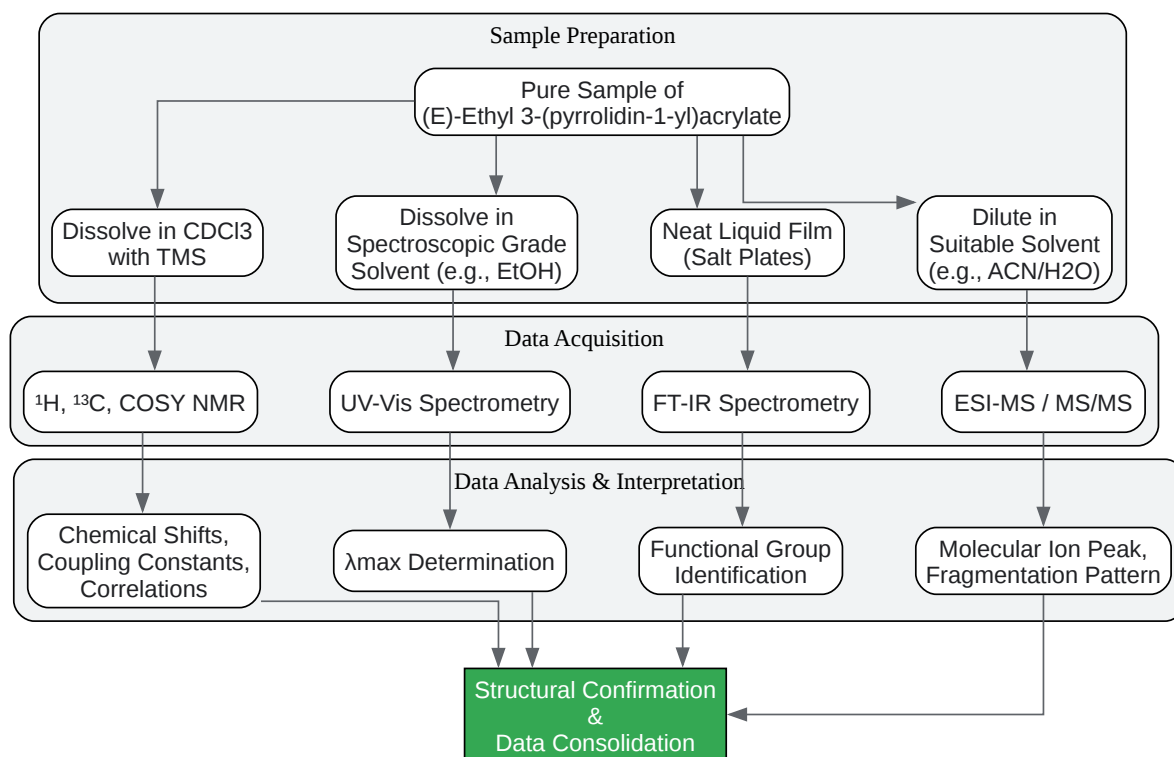 Sample Preparation
Pure Sample of
(E)-Ethyl 3-(pyrrolidin-1-yl)acrylate
Dissolve in CDCl3
with TMS
Dissolve in
Spectroscopic Grade
Solvent (e.g., EtOH)
Neat Liquid Film
(Salt Plates)
Dilute in
Suitable Solvent
(e.g., ACN/H2O)
Data Acquisition
¹H, ¹³C, COSY NMR
UV-Vis Spectrometry
FT-IR Spectrometry
ESI-MS / MS/MS
Data Analysis & Interpretation
Chemical Shifts,
Coupling Constants,
Correlations
λmax Determination
Functional Group
Identification
Molecular Ion Peak,
Fragmentation Pattern
Structural Confirmation
&
Data Consolidation